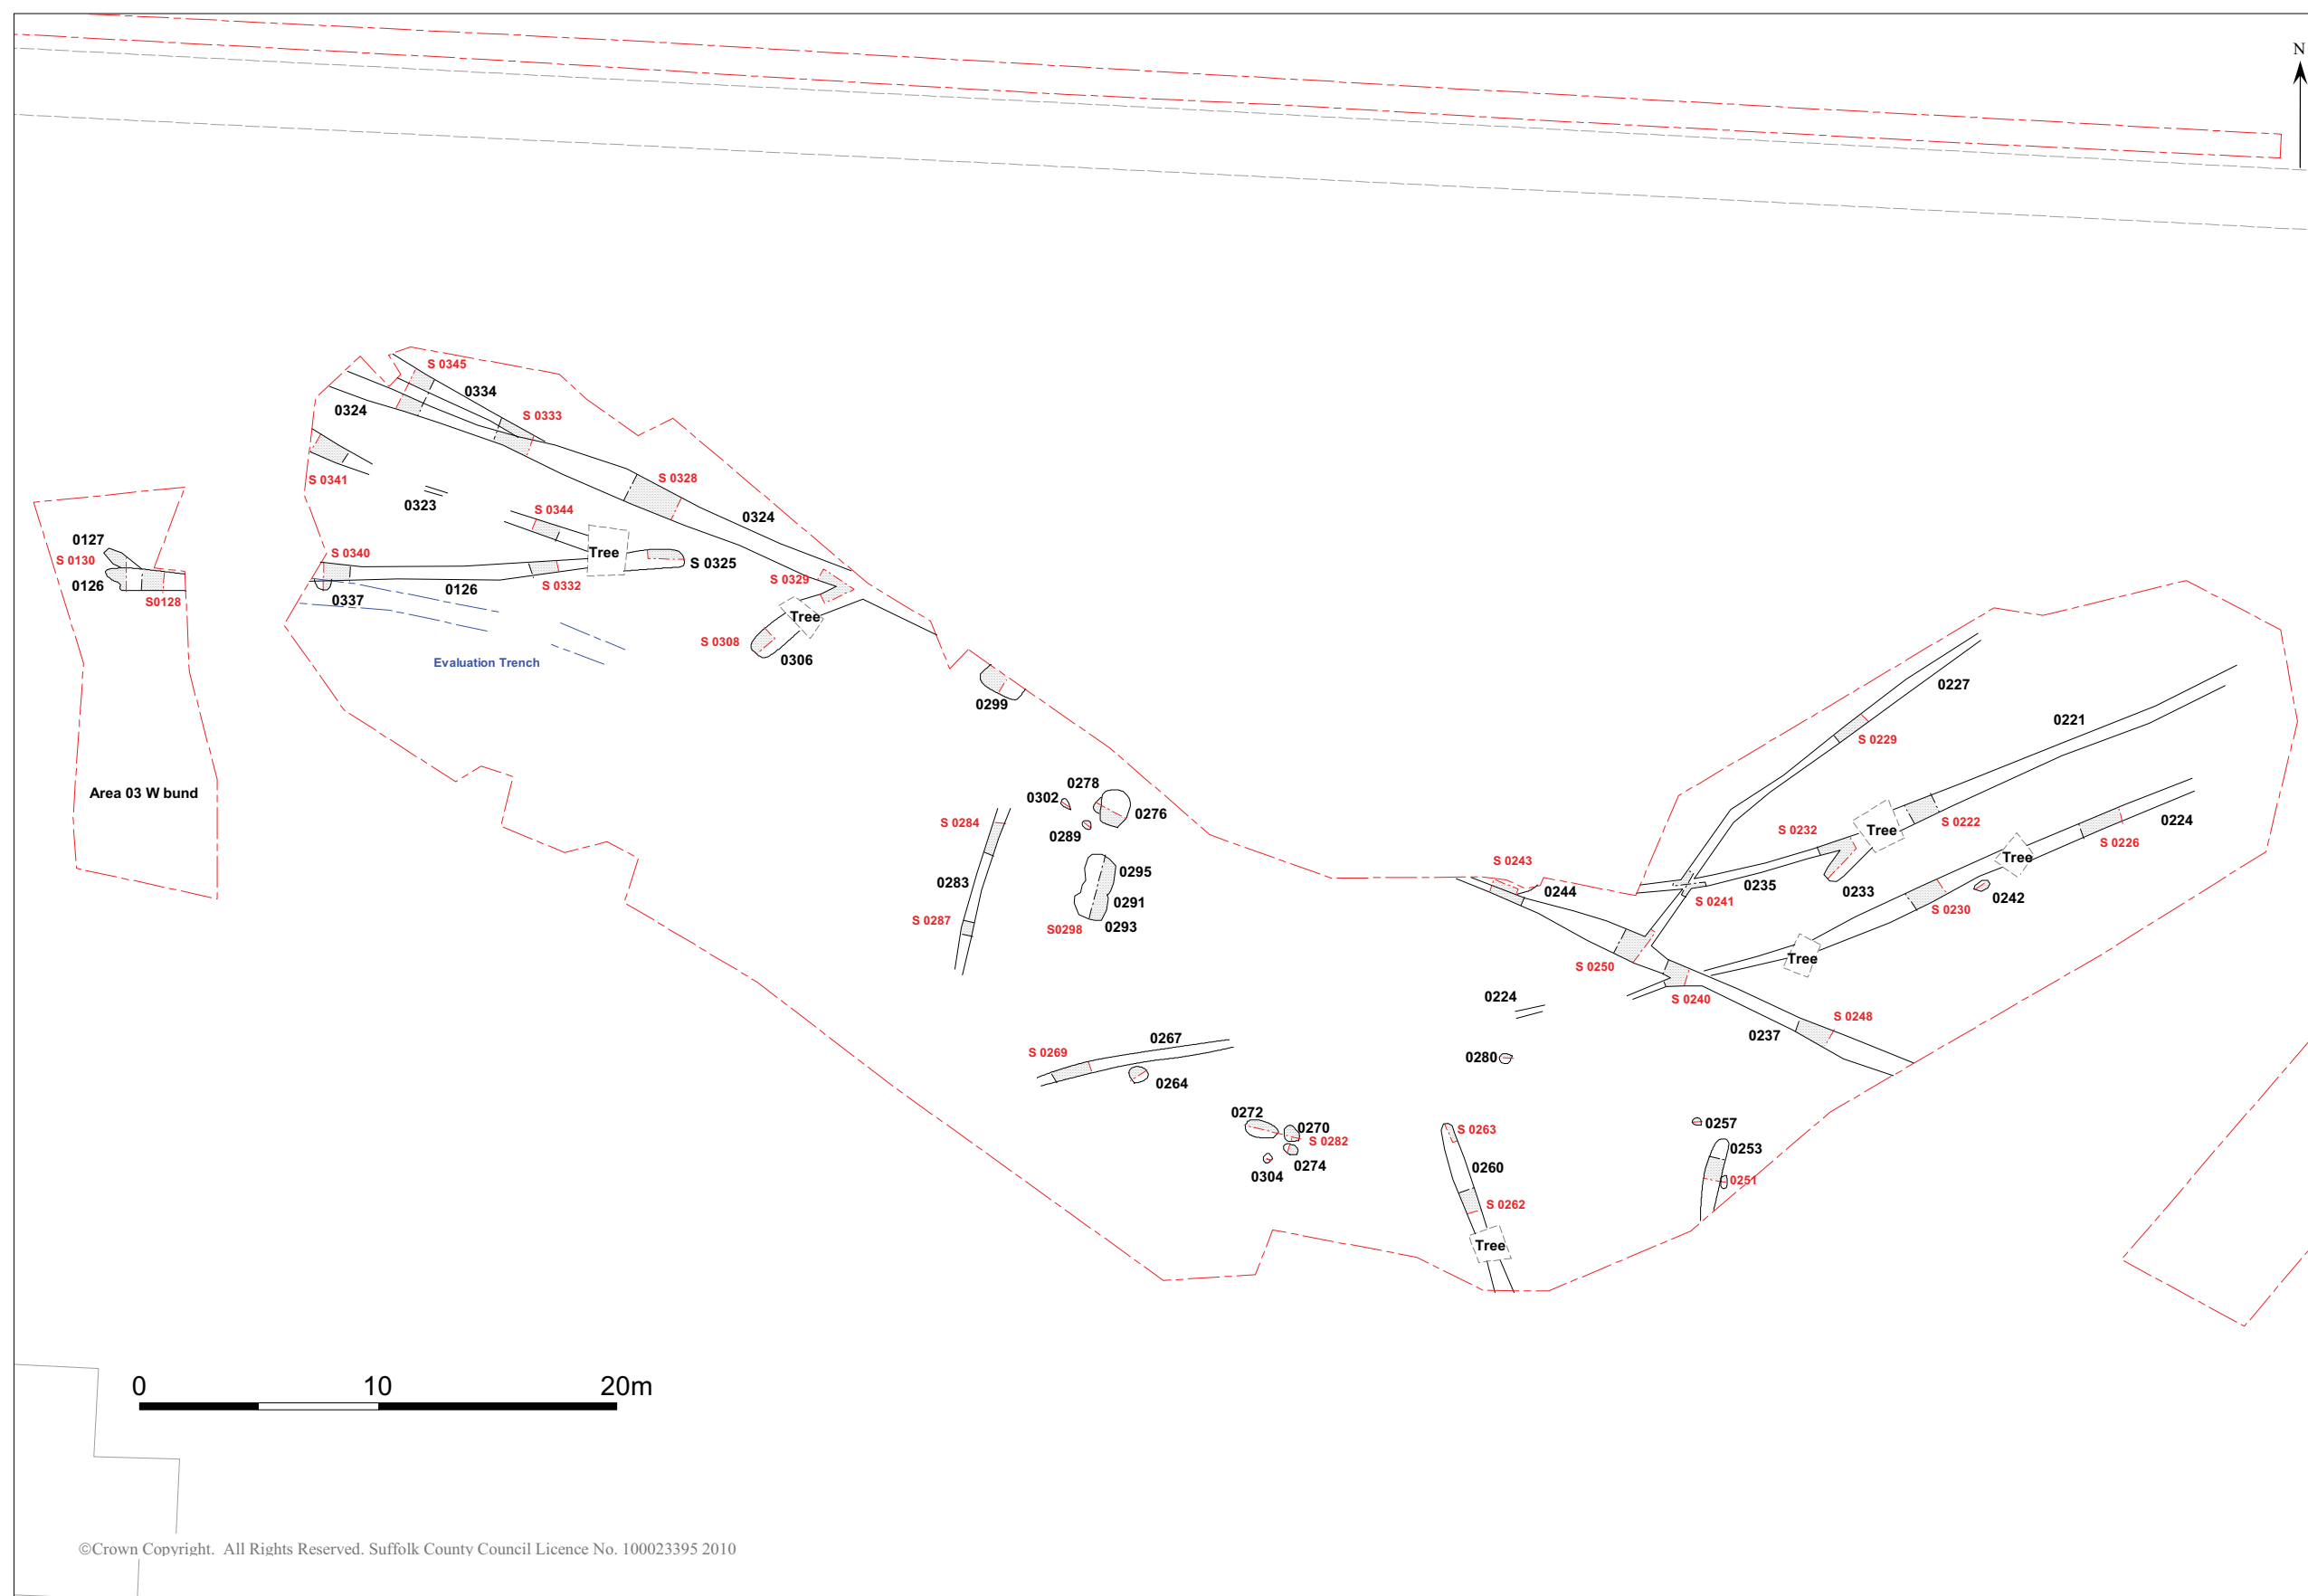 N
S 0345
0334
0324
S 0333
S 0341
S 0328
0323
S 0344
0324
0127
S 0130
0126
S0128
S 0340
Tree
S 0325
0337
0126
S 0332
S 0329
Tree
S 0308
0306
Evaluation Trench
0299
0227
0221
S 0229
Area 03 W bund
0278
0302
0276
0289
S 0284
S 0232
Tree
S 0222
0224
S 0226
Tree
0295
0283
0291
S 0287
S0298
0293
S 0243
0244
0235
0233
S 0241
S 0230
0242
S 0250
Tree
0224
S 0240
S 0248
0237
0267
S 0269
0264
0280
0272
0270
S 0282
0274
0304
S 0263
0260
S 0262
Tree
0257
0253
0251
0 10 20m
©Crown Copyright. All Rights Reserved. Suffolk County Council Licence No. 100023395 2010